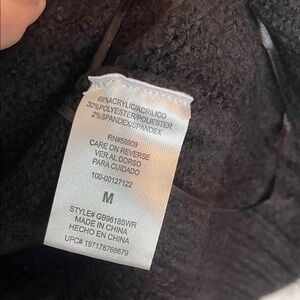 68%ACRYLIC/ACRILICO
30%POLYESTER/POLIESTER
2%SPANDEX/SPANDEX
RN#58909
CARE ON REVERSE
VER AL DORSO
PARA CUIDADO
100-00127122
M
STYLE# GB9618SWR
MADE IN CHINA
HECHO EN CHINA
UPC# 197178768679